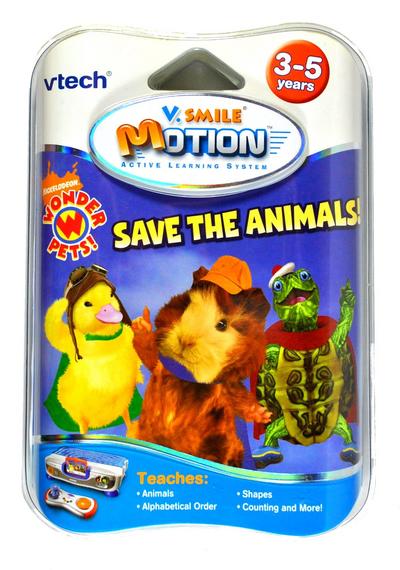 vtech®
3-5
years
V.SMILE®
MOTION™
ACTIVE LEARNING SYSTEM
NICKELODEON
WONDER
W
PETS!
SAVE THE ANIMALS!
Teaches:
• Animals
• Alphabetical Order
• Shapes
• Counting and More!